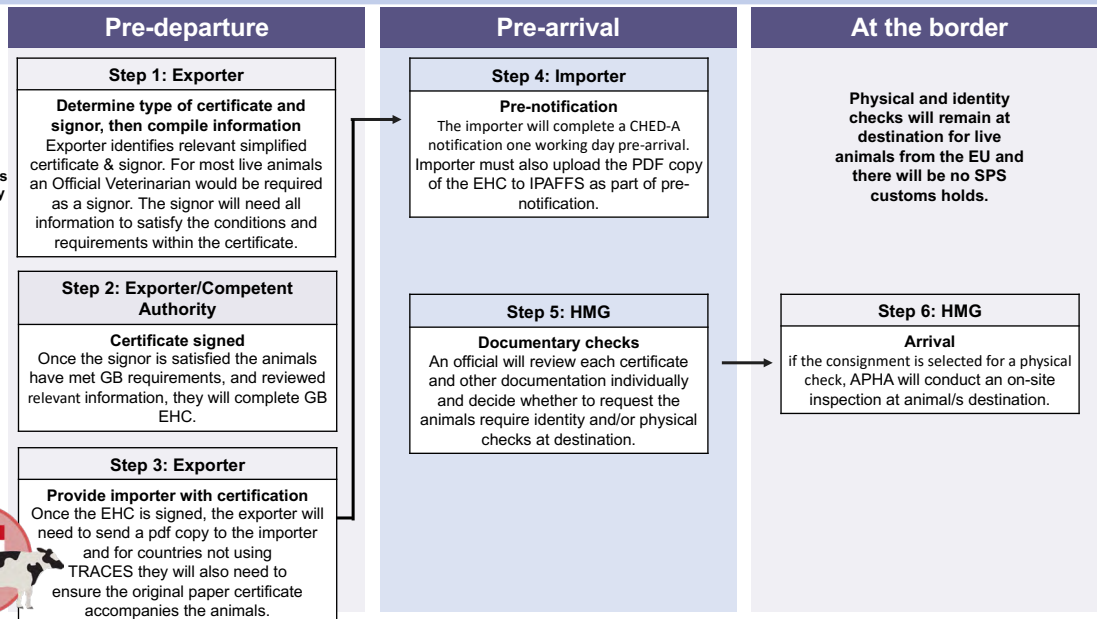 Pre-departure
Step 1: Exporter
Determine type of certificate and
signor, then compile information
Exporter identifies relevant simplified
certificate & signor. For most live animals
an Official Veterinarian would be required
as a signor. The signor will need all
information to satisfy the conditions and
requirements within the certificate.
Step 2: Exporter/Competent
Authority
Certificate signed
Once the signor is satisfied the animals
have met GB requirements, and reviewed
relevant information, they will complete GB
EHC.
Step 3: Exporter
Provide importer with certification
Once the EHC is signed, the exporter will
need to send a pdf copy to the importer
and for countries not using
TRACES they will also need to
ensure the original paper certificate
accompanies the animals.
Pre-arrival
Step 4: Importer
Pre-notification
The importer will complete a CHED-A
notification one working day pre-arrival.
Importer must also upload the PDF copy
of the EHC to IPAFFS as part of pre-
notification.
Step 5: HMG
Documentary checks
An official will review each certificate
and other documentation individually
and decide whether to request the
animals require identity and/or physical
checks at destination.
At the border
Physical and identity
checks will remain at
destination for live
animals from the EU and
there will be no SPS
customs holds.
Step 6: HMG
Arrival
if the consignment is selected for a physical
check, APHA will conduct an on-site
inspection at animal/s destination.